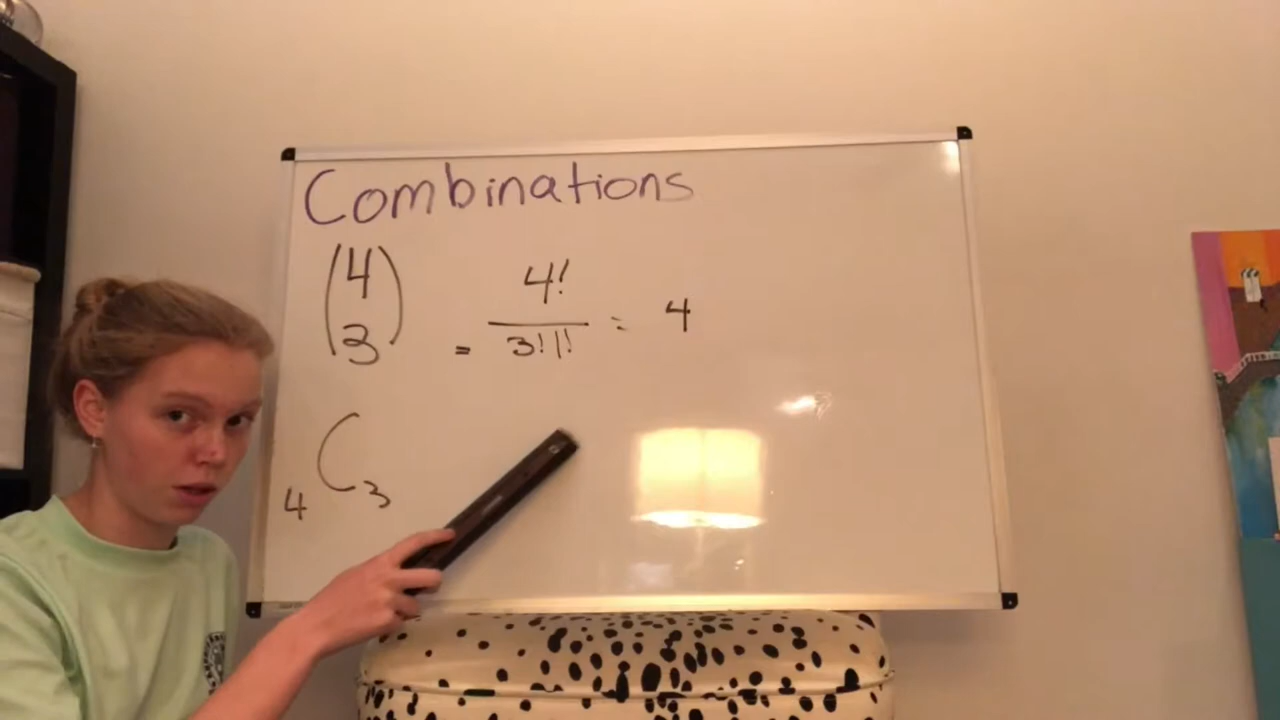 Combinations
(4
3) = 4!/3!1! = 4
4C3